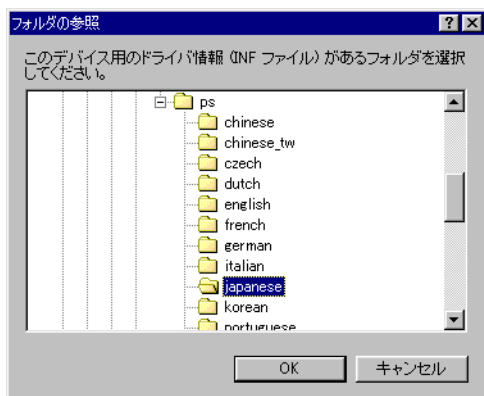 フォルダの参照
このデバイス用のドライバ情報 (INF ファイル) があるフォルダを選択
してください。
ps
chinese
chinese_tw
czech
dutch
english
french
german
italian
japanese
korean
portuguese
OK
キャンセル